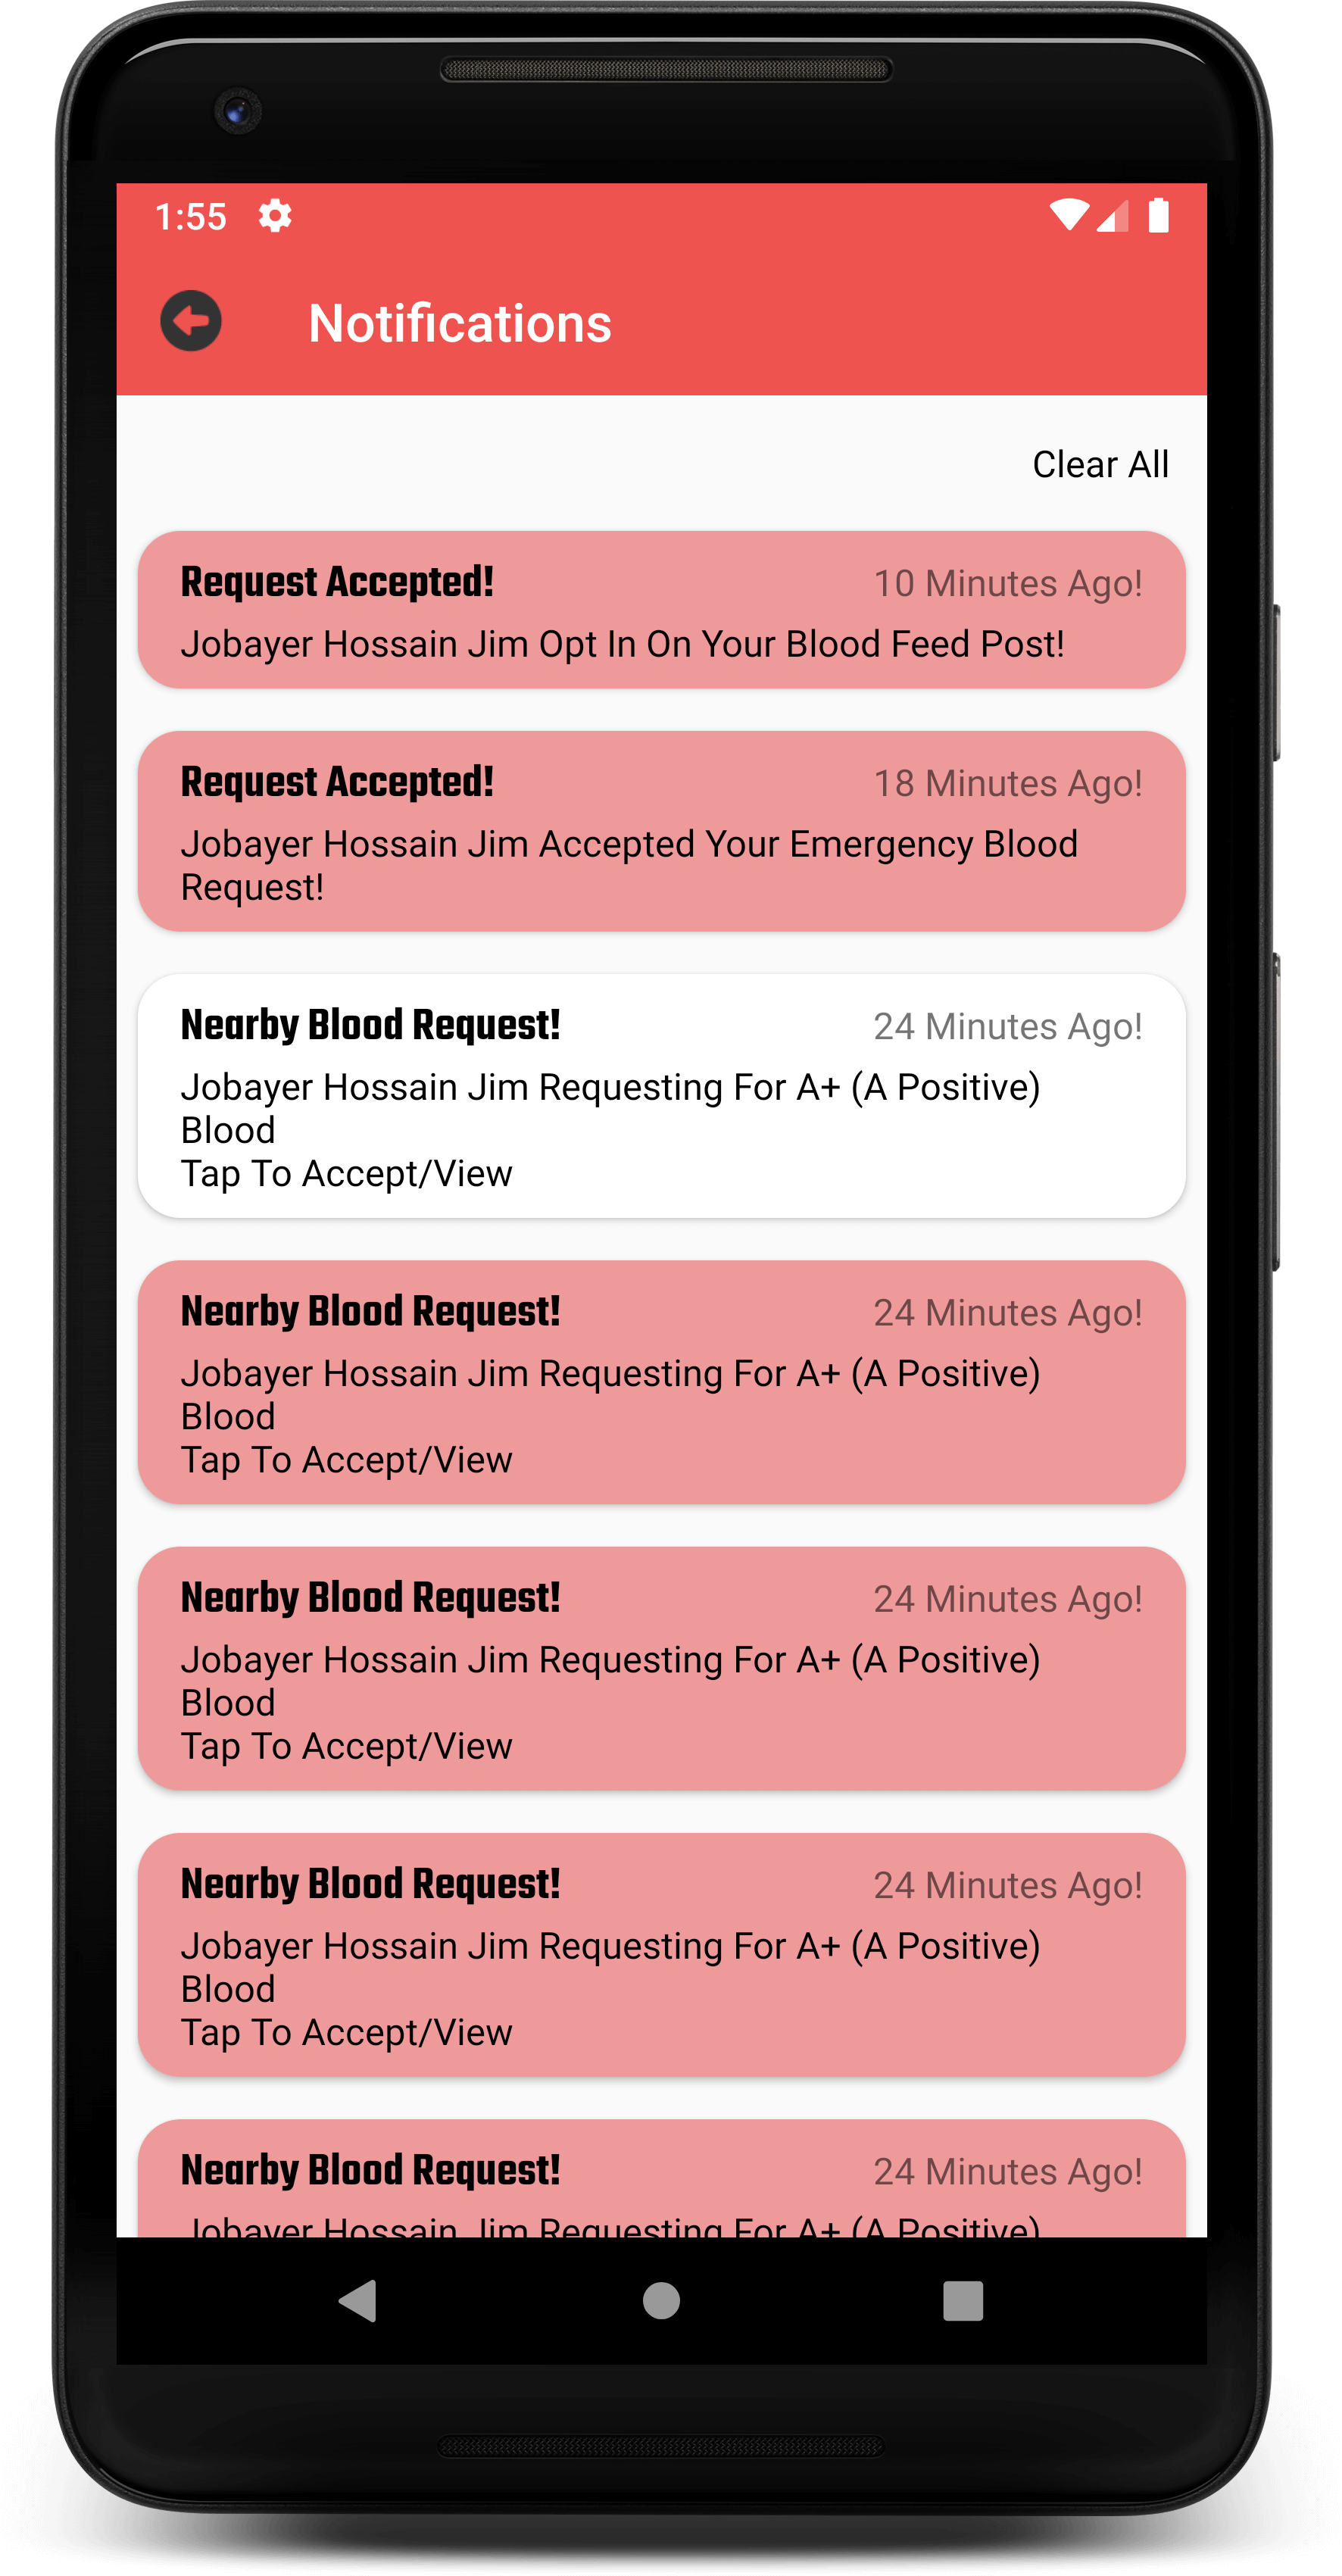 1:55
Notifications
Clear All
Request Accepted!
10 Minutes Ago!
Jobayer Hossain Jim Opt In On Your Blood Feed Post!
Request Accepted!
18 Minutes Ago!
Jobayer Hossain Jim Accepted Your Emergency Blood
Request!
Nearby Blood Request!
24 Minutes Ago!
Jobayer Hossain Jim Requesting For A+ (A Positive)
Blood
Tap To Accept/View
Nearby Blood Request!
24 Minutes Ago!
Jobayer Hossain Jim Requesting For A+ (A Positive)
Blood
Tap To Accept/View
Nearby Blood Request!
24 Minutes Ago!
Jobayer Hossain Jim Requesting For A+ (A Positive)
Blood
Tap To Accept/View
Nearby Blood Request!
24 Minutes Ago!
Jobayer Hossain Jim Requesting For A+ (A Positive)
Blood
Tap To Accept/View
Nearby Blood Request!
24 Minutes Ago!
Jobayer Hossain Jim Requesting For A+ (A Positive)